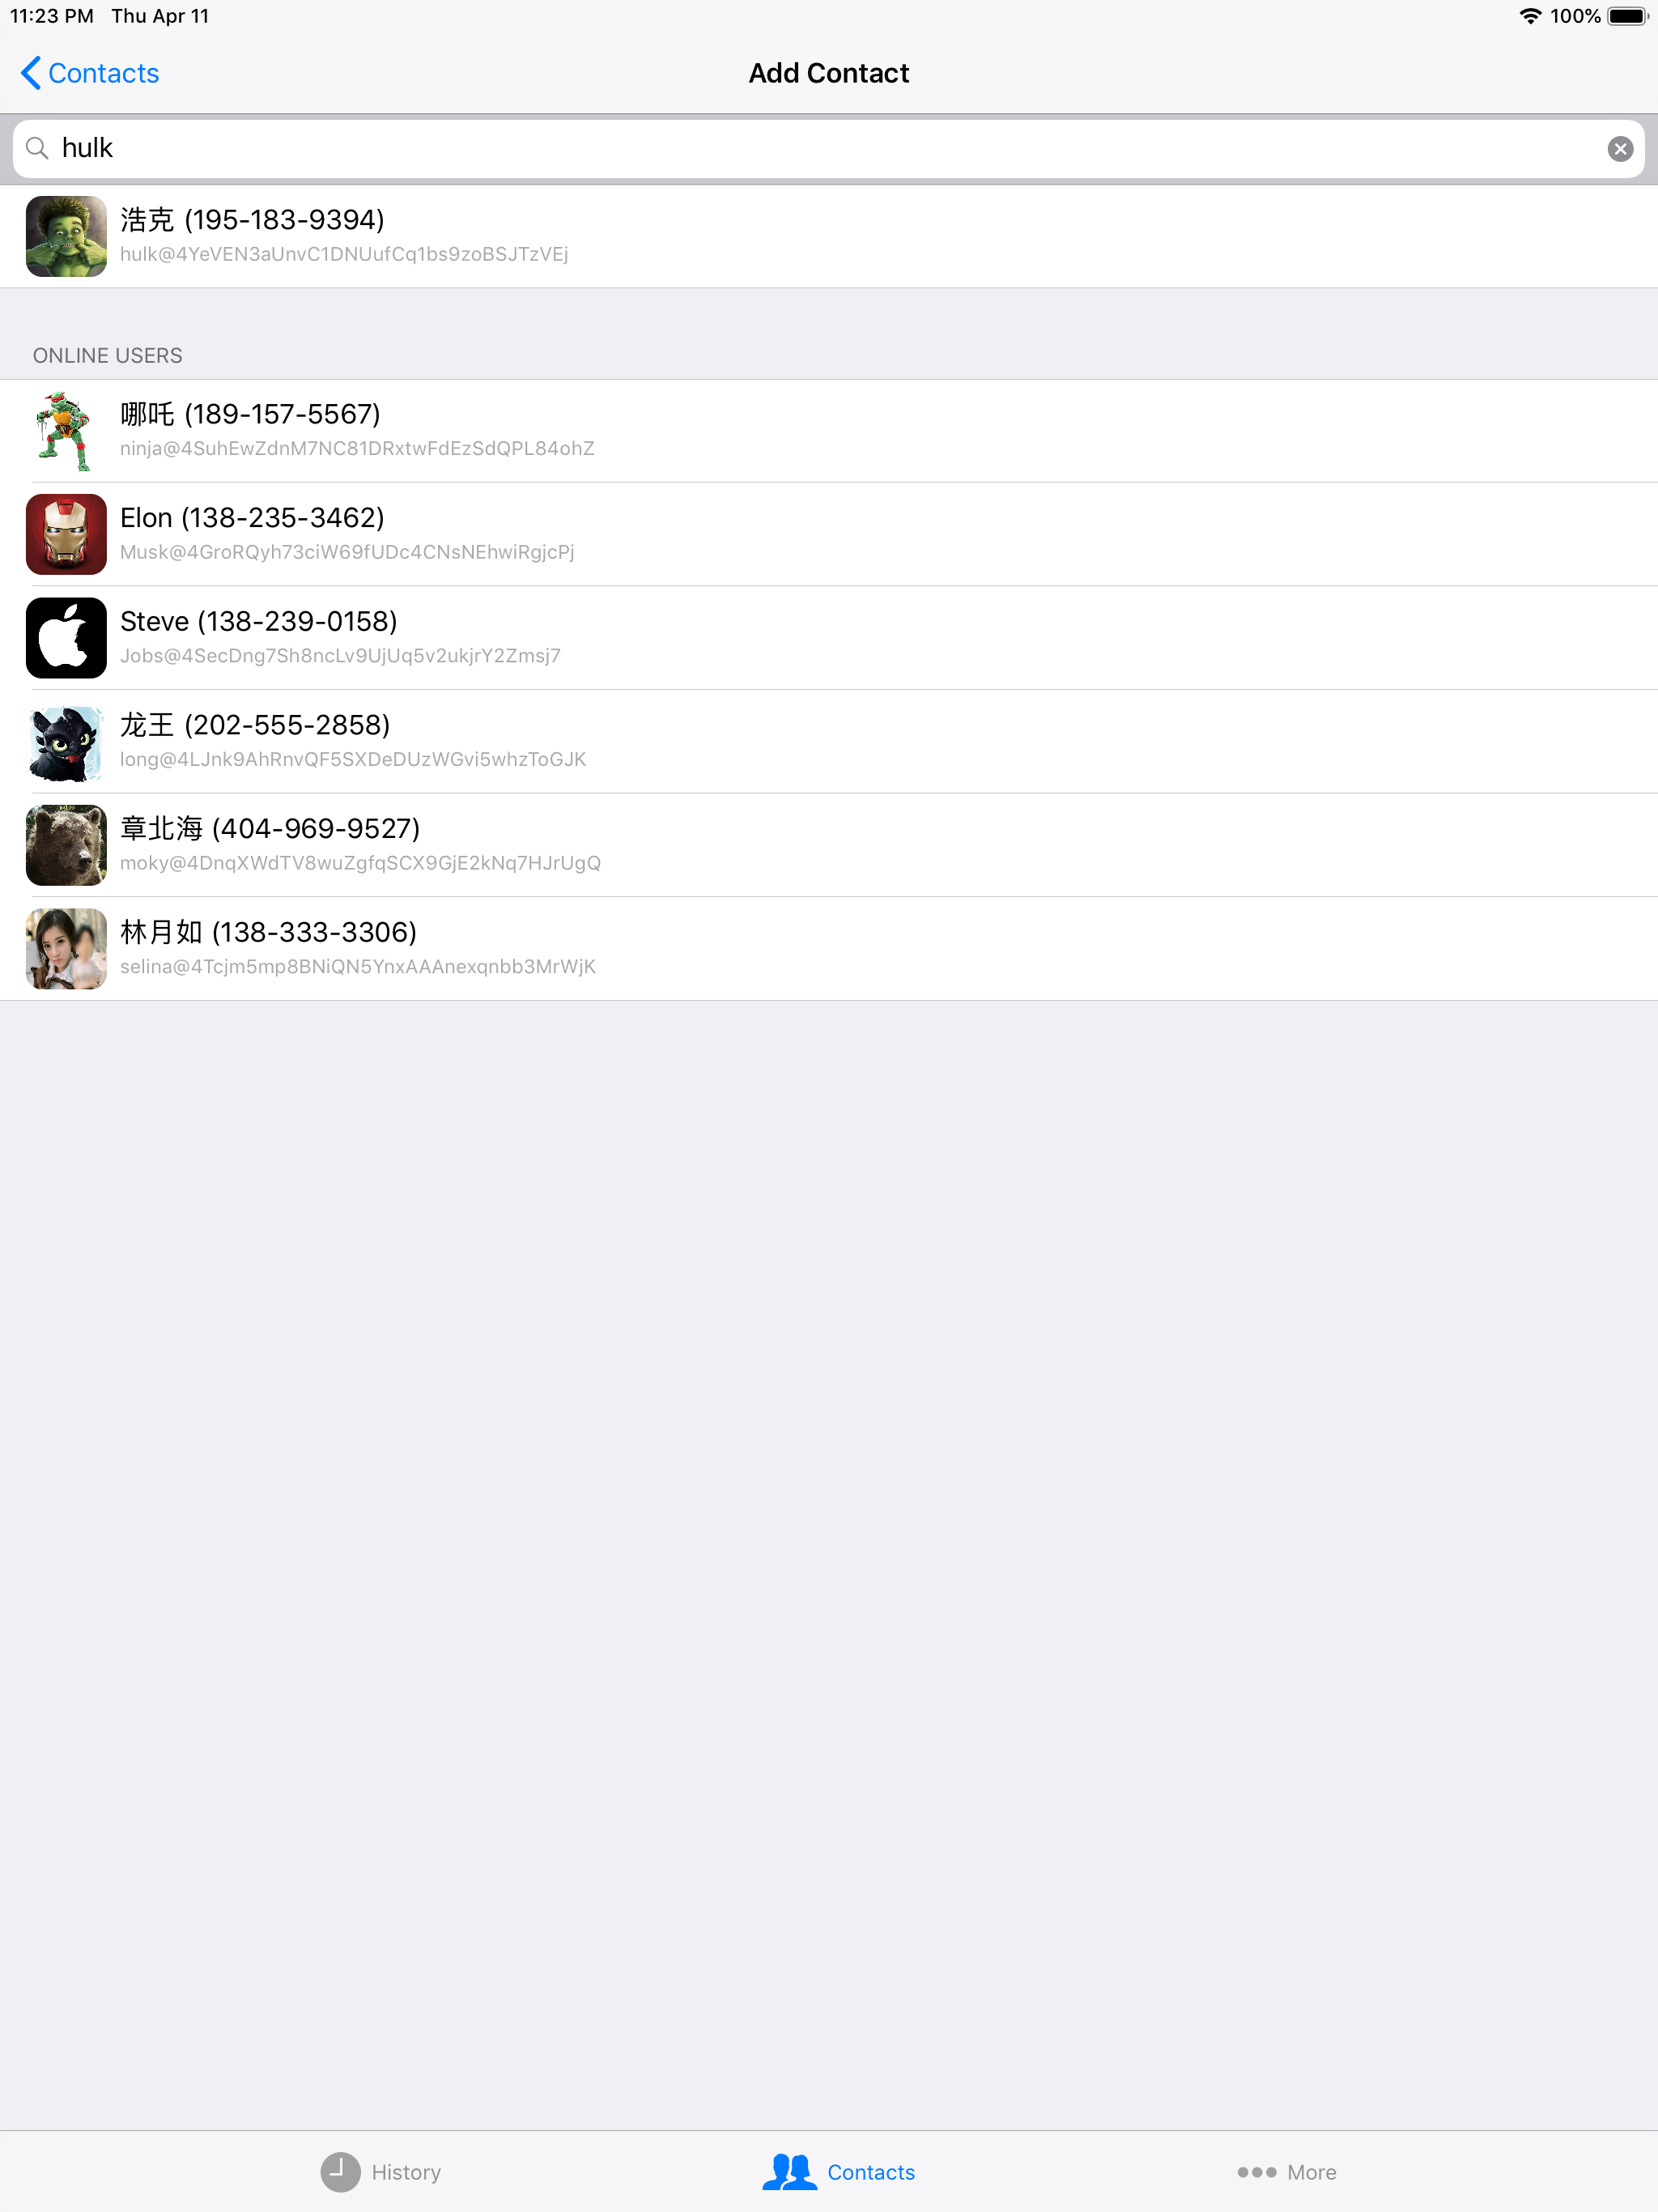 11:23 PM Thu Apr 11 100%
Contacts Add Contact
hulk
浩克 (195-183-9394)
hulk@4YeVEN3aUnvC1DNUufCq1bs9zoBSJTzVEj
ONLINE USERS
哪吒 (189-157-5567)
ninja@4SuhEwZdnM7NC81DRxtwFdEzSdQPL84ohZ
Elon (138-235-3462)
Musk@4GroRQyh73ciW69fUDc4CNsNEhwiRgjcPj
Steve (138-239-0158)
Jobs@4SecDng7Sh8ncLv9UjUq5v2ukjrY2Zmsj7
龙王 (202-555-2858)
long@4LJnk9AhRnvQF5SXDeDUzWGvi5whzToGJK
章北海 (404-969-9527)
moky@4DnqXWdTV8wuZgfqSCX9GjE2kNq7HJrUgQ
林月如 (138-333-3306)
selina@4Tcjm5mp8BNiQN5YnxAAAnexqnbb3MrWjK
History Contacts More